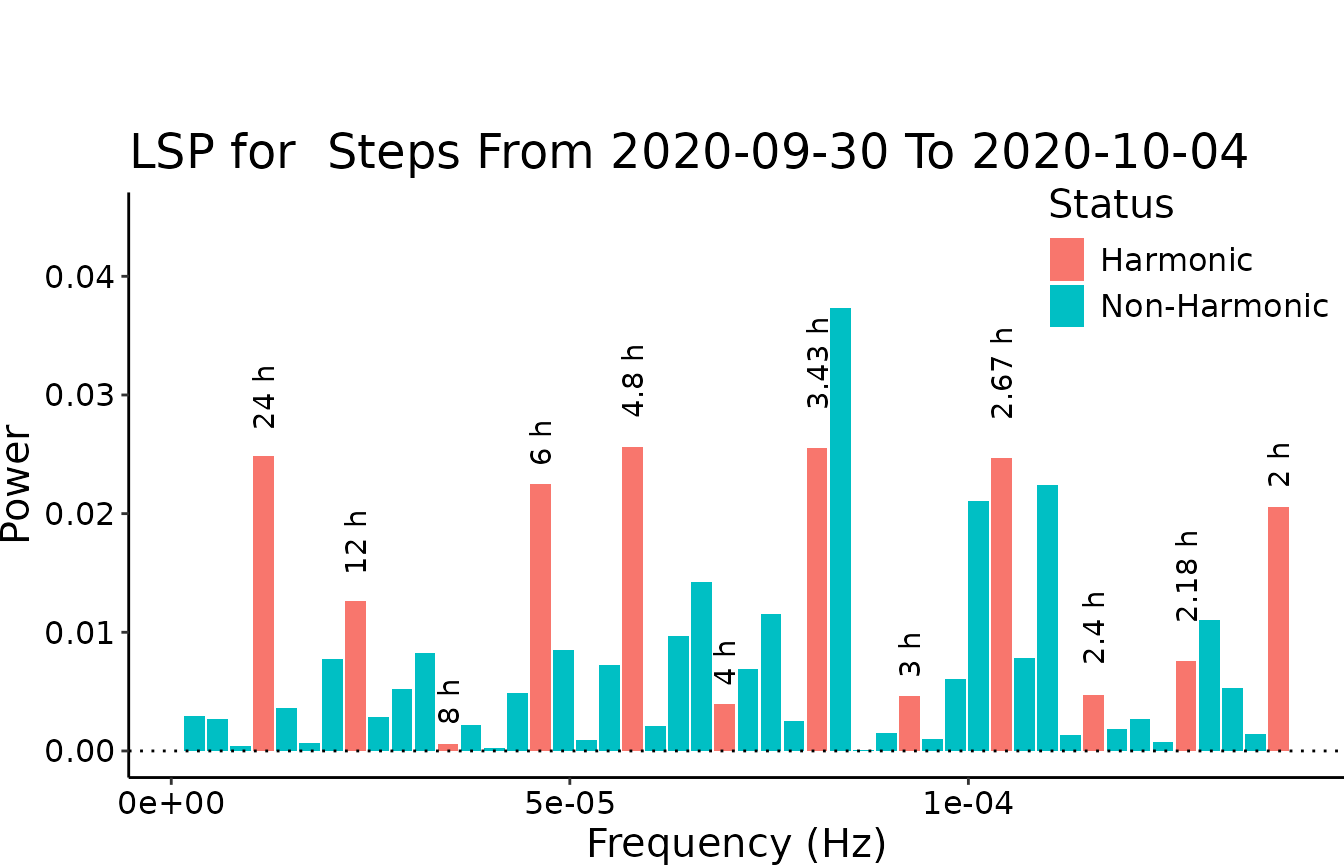 LSP for  Steps From 2020-09-30 To 2020-10-04
Status
Harmonic
Non-Harmonic
Power
0.04
0.03
0.02
0.01
0.00
24 h
12 h
8 h
6 h
4.8 h
4 h
3.43 h
3 h
2.67 h
2.4 h
2.18 h
2 h
0e+00
5e-05
1e-04
Frequency (Hz)